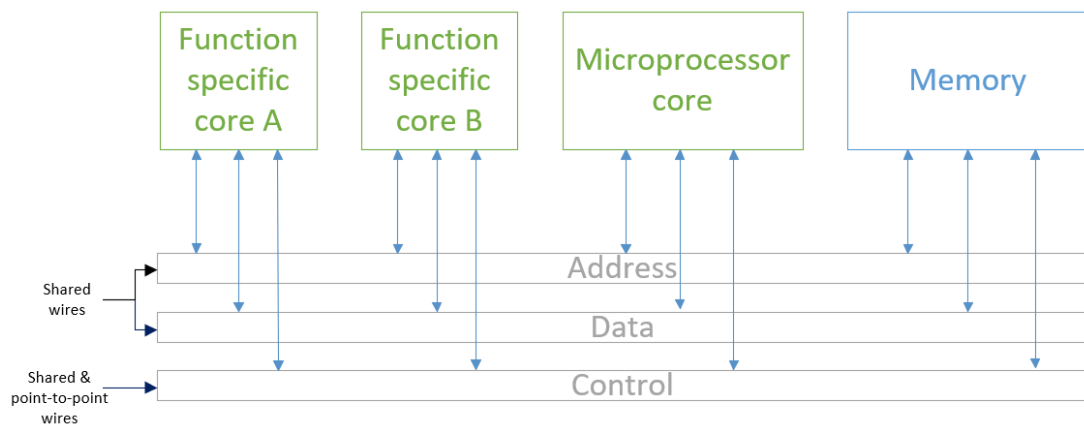 Function
specific
core A
Function
specific
core B
Microprocessor
core
Memory
Address
Shared
wires
Data
Shared &
point-to-point
wires
Control